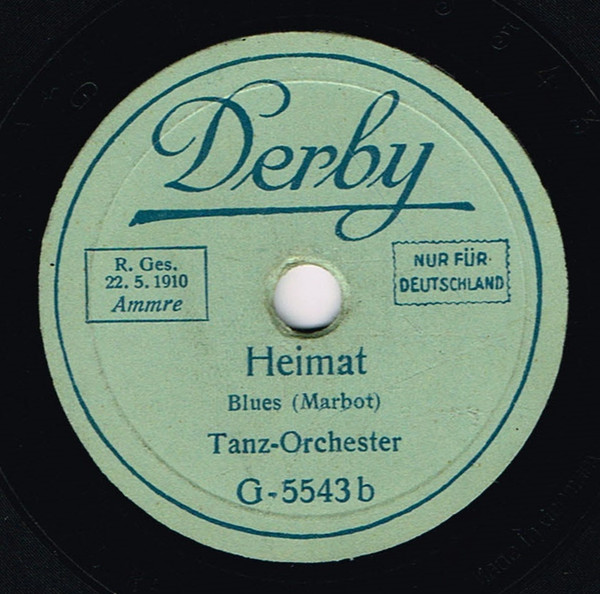 Derby
R. Ges.
22. 5. 1910
Ammre
NUR FÜR
DEUTSCHLAND
Heimat
Blues (Marbot)
Tanz-Orchester
G-5543 b